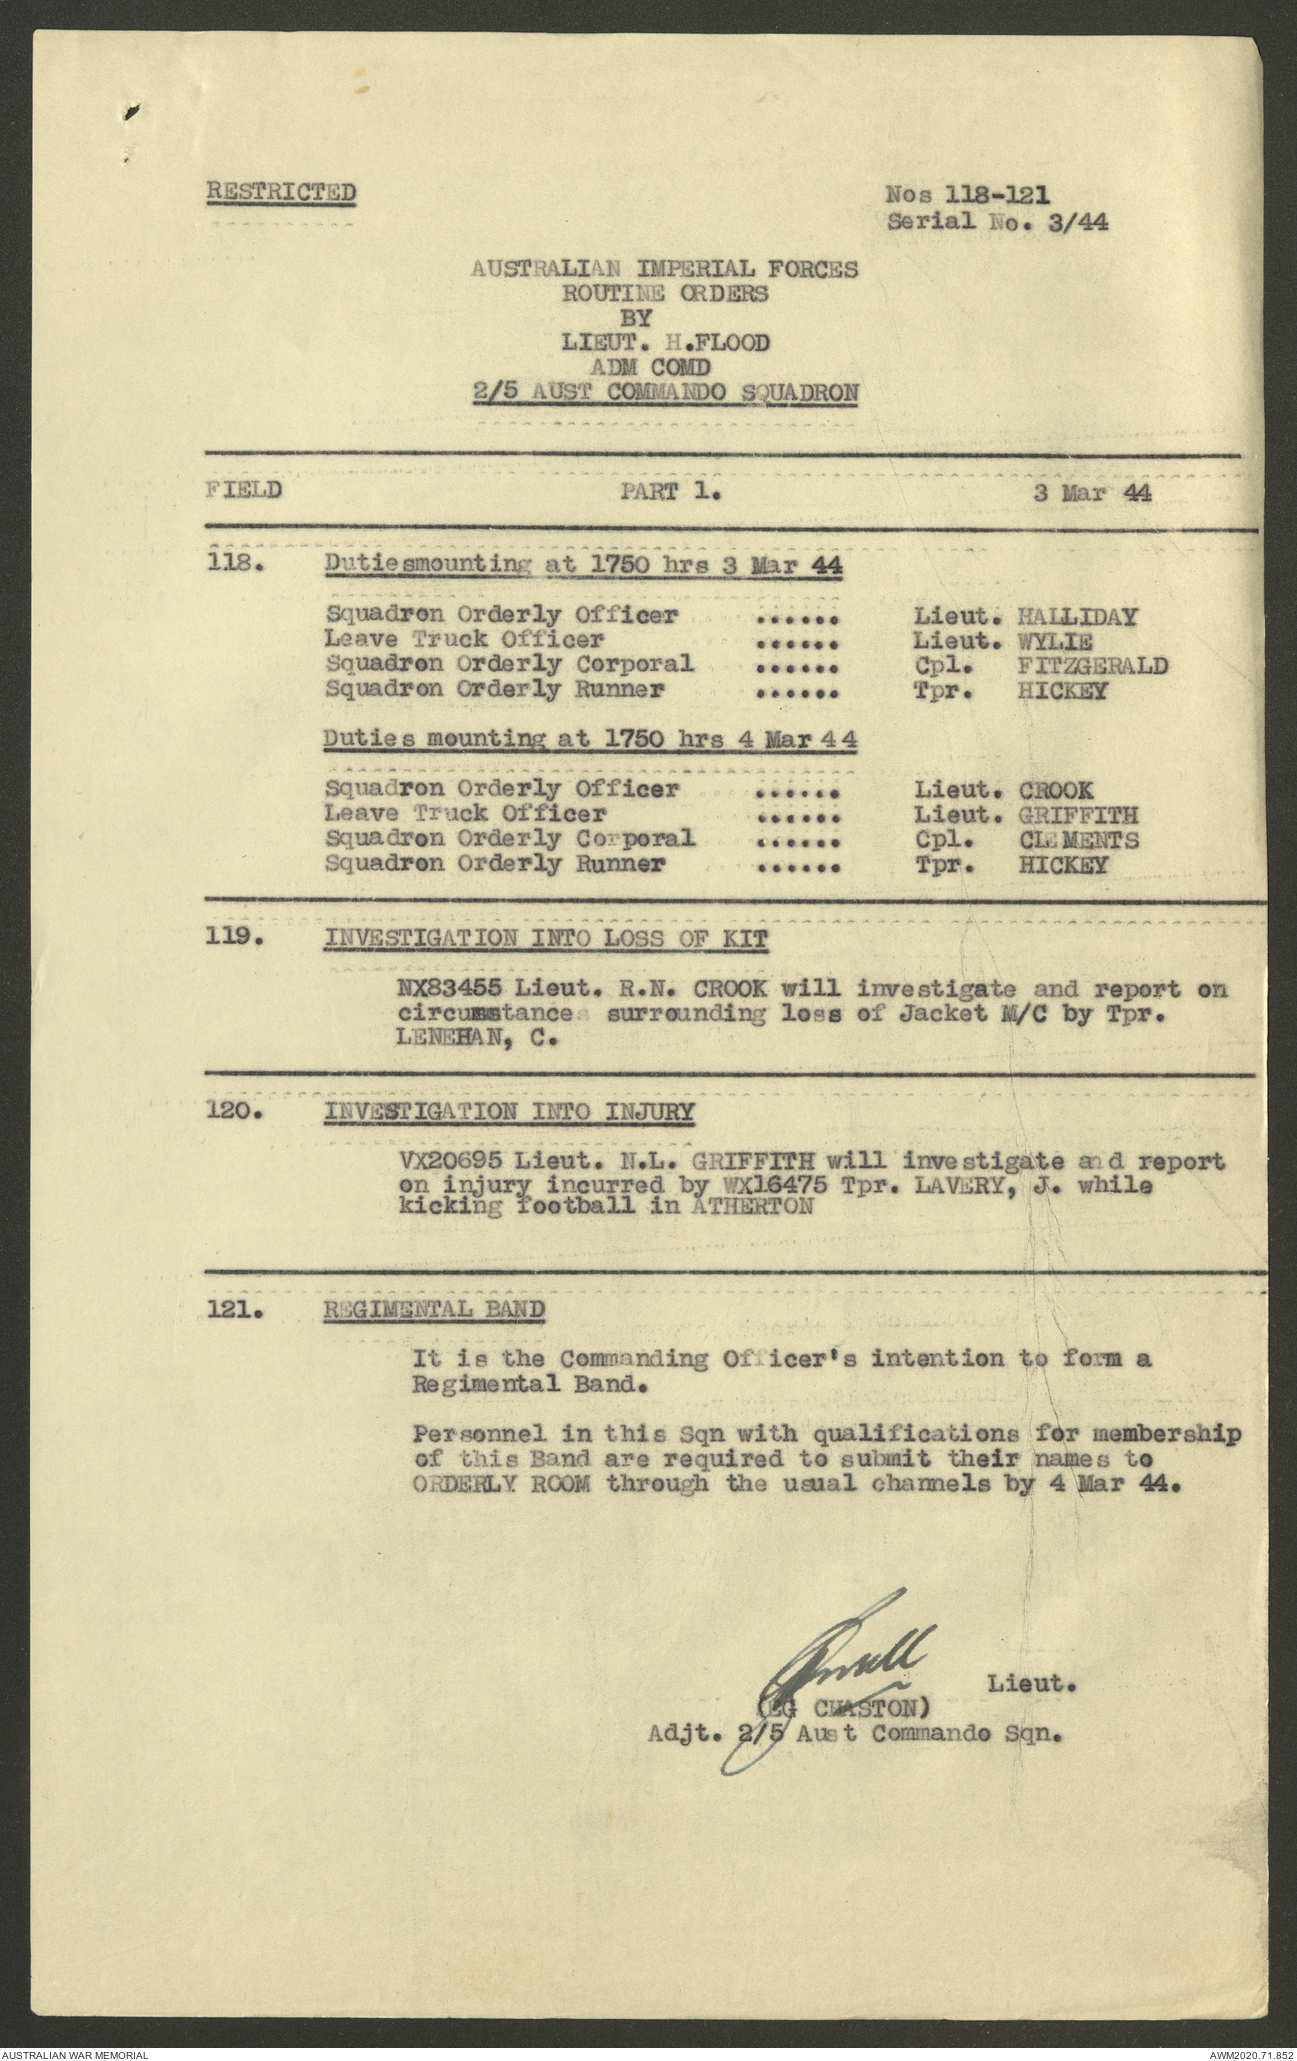 RESTRICTED
Nos 118-121
Serial No. 3/44
AUSTRALIAN IMPERIAL FORCES
ROUTINE ORDERS
BY
LIEUT. H.FLOOD
ADM COMD
2/5 AUST COMMANDO SQUADRON
FIELD PART 1. 3 Mar 44
118. Dutiesmounting at 1750 hrs 3 Mar 44
Squadron Orderly Officer ...... Lieut. HALLIDAY
Leave Truck Officer ...... Lieut. WYLIE
Squadron Orderly Corporal ...... Cpl. FITZGERALD
Squadron Orderly Runner ...... Tpr. HICKEY
Duties mounting at 1750 hrs 4 Mar 44
Squadron Orderly Officer ...... Lieut. CROOK
Leave Truck Officer ...... Lieut. GRIFFITH
Squadron Orderly Corporal ...... Cpl. CLEMENTS
Squadron Orderly Runner ...... Tpr. HICKEY
119. INVESTIGATION INTO LOSS OF KIT
NX83455 Lieut. R.N. CROOK will investigate and report on
circumstances surrounding loss of Jacket M/C by Tpr.
LENEHAN, C.
120. INVESTIGATION INTO INJURY
VX20695 Lieut. N.L. GRIFFITH will investigate and report
on injury incurred by WX16475 Tpr. LAVERY, J. while
kicking football in ATHERTON
121. REGIMENTAL BAND
It is the Commanding Officer's intention to form a
Regimental Band.
Personnel in this Sqn with qualifications for membership
of this Band are required to submit their names to
ORDERLY ROOM through the usual channels by 4 Mar 44.
Lieut.
(EG CHASTON)
Adjt. 2/5 Aust Commando Sqn.
AUSTRALIAN WAR MEMORIAL
AWM2020.71.852